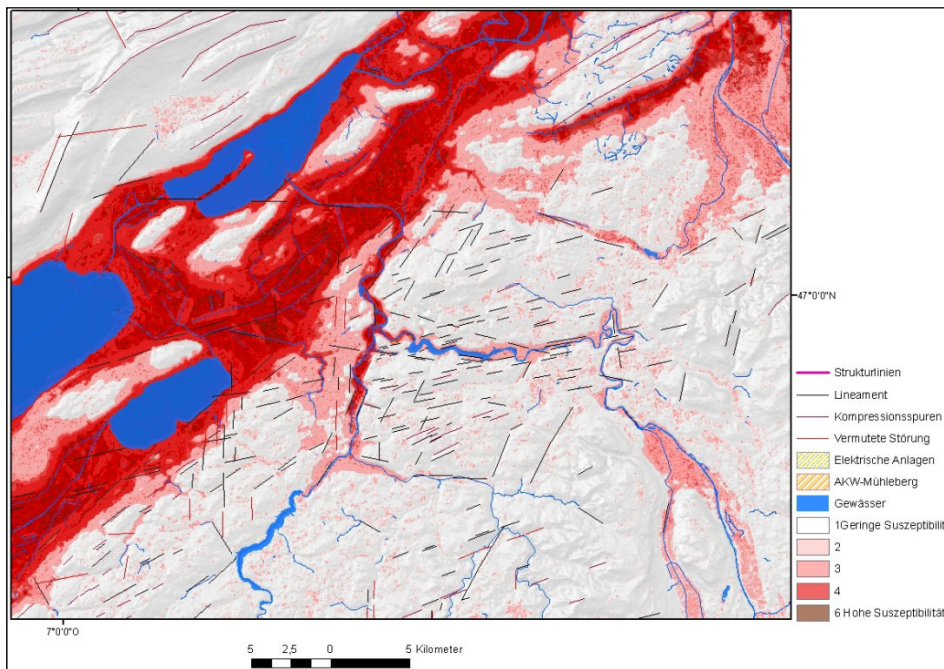 47°0'0"N
Strukturlinien
Lineament
Kompressionsspuren
Vermutete Störung
Elektrische Anlagen
AKW-Mühleberg
Gewässer
1Geringe Suszeptibilit
2
3
4
6 Hohe Suszeptibilität
7°0'0"O
5 2,5 0 5 Kilometer